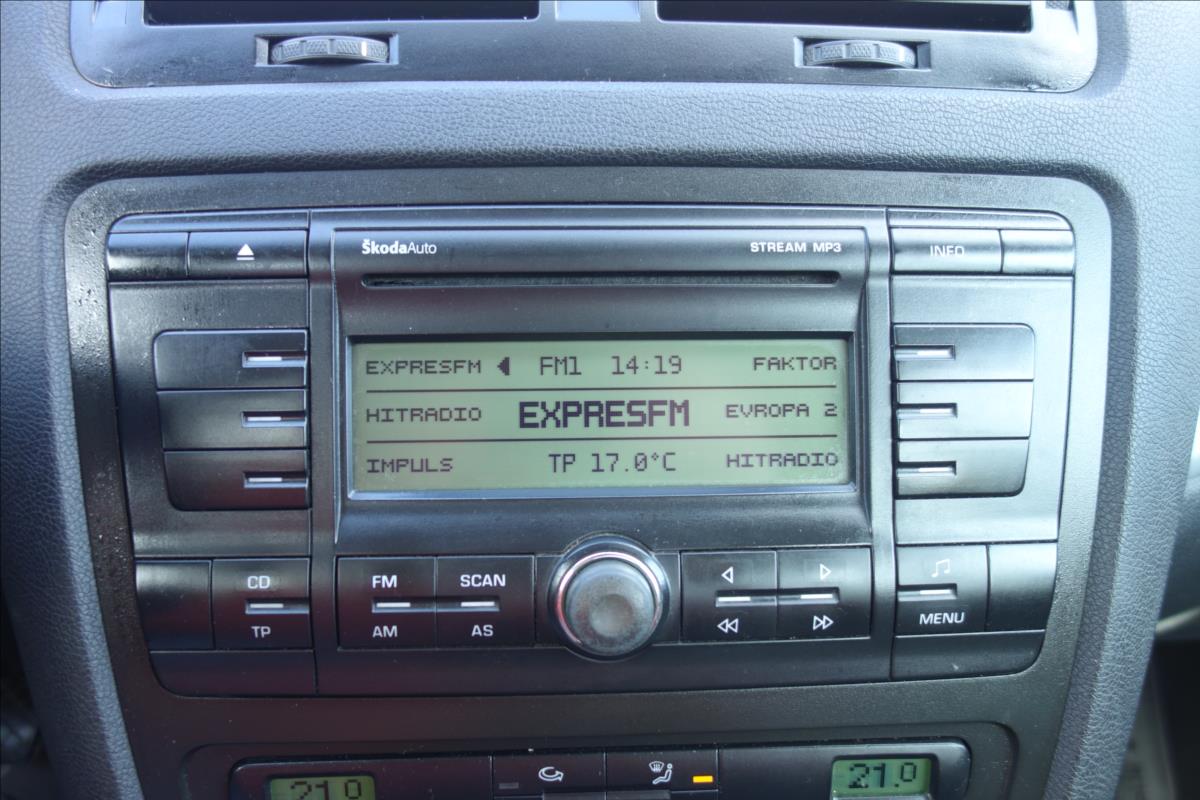 ŠkodaAuto STREAM MP3 INFO
EXPRESFM FM1 14:19 FAKTOR
HITRADIO EXPRESFM EVROPA 2
IMPULS TP 17.0°C HITRADIO
CD FM SCAN
TP AM AS MENU
21.0 21.0